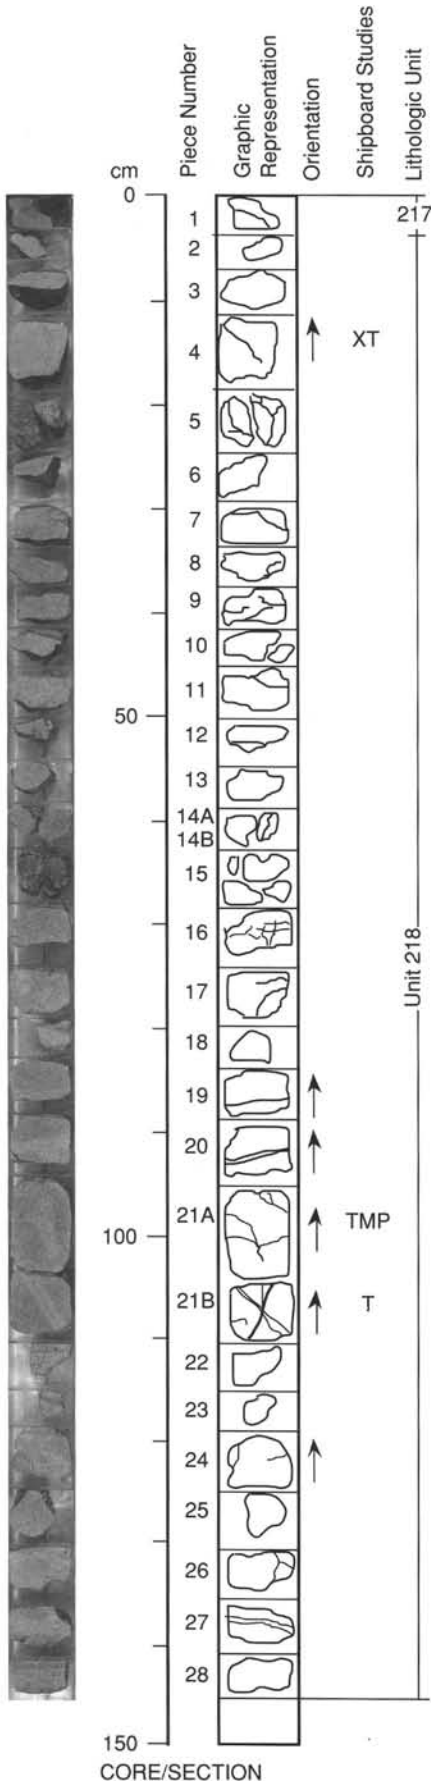 Piece Number
Graphic
Representation
Orientation
Shipboard Studies
Lithologic Unit
cm
0
1
217
2
3
4
XT
5
6
7
8
9
10
11
50
12
13
14A
14B
15
16
Unit 218
17
18
19
20
21A
TMP
100
21B
T
22
23
24
25
26
27
28
150
CORE/SECTION